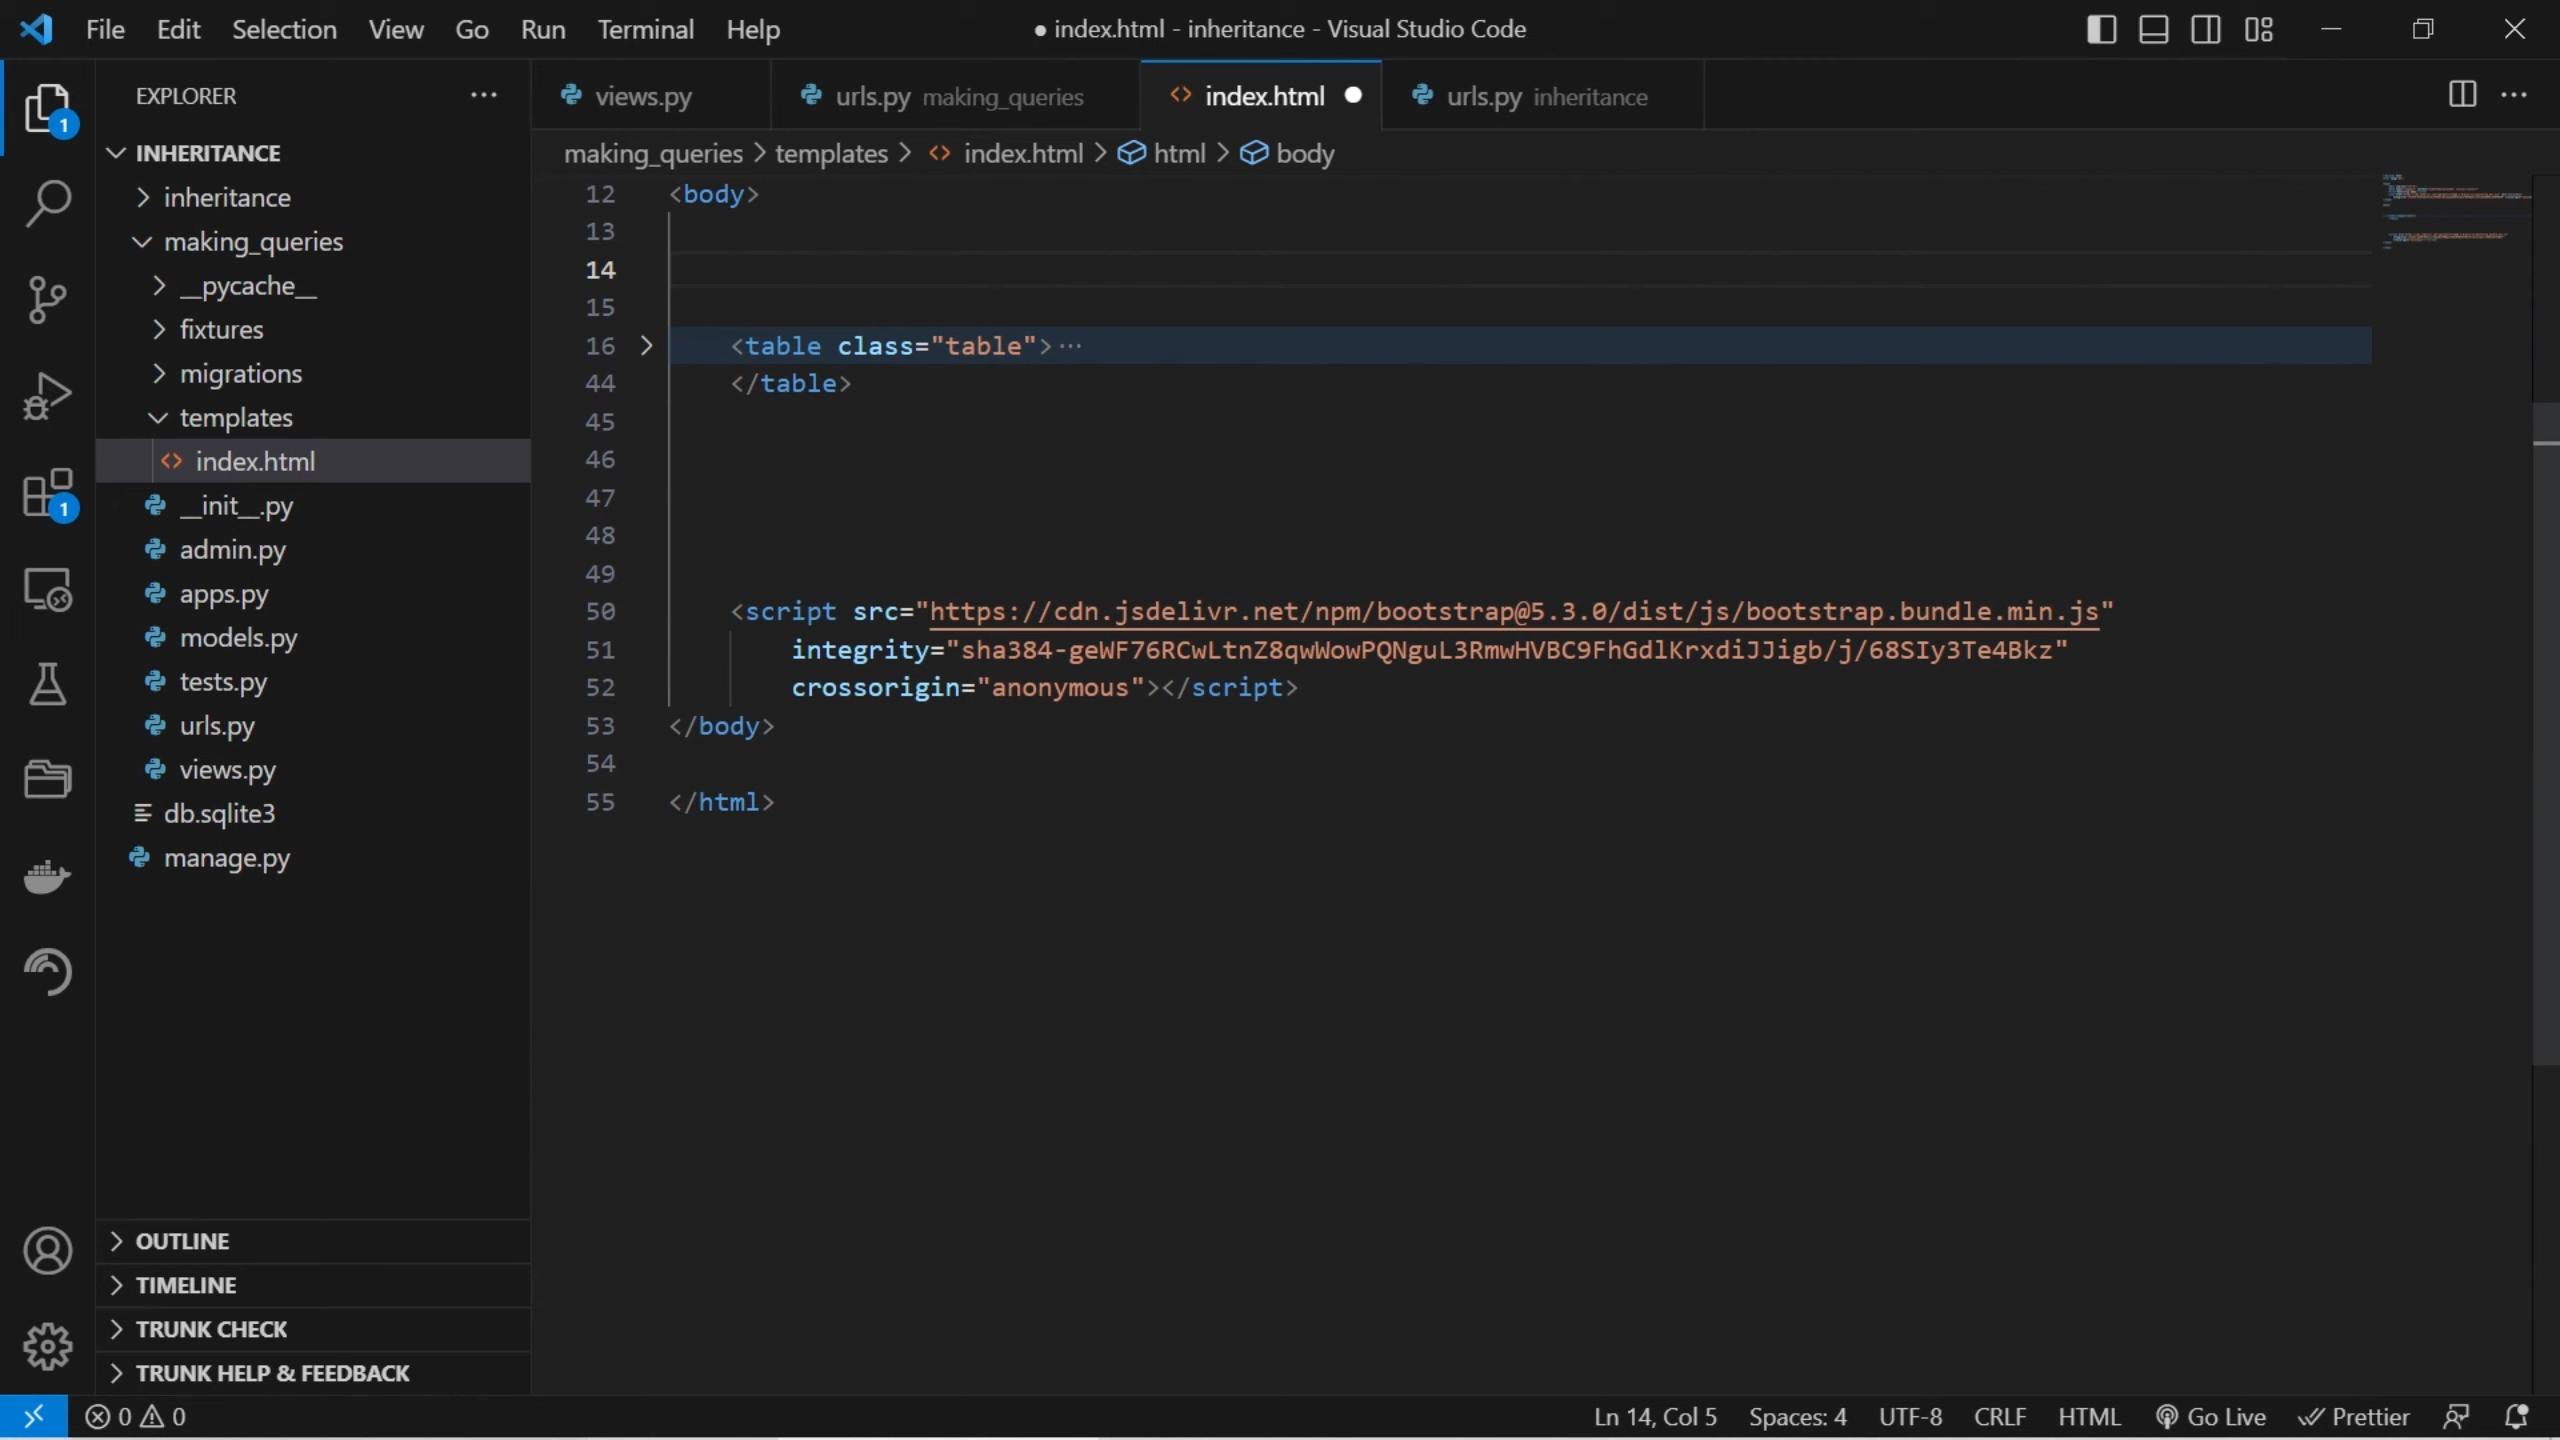 File Edit Selection View Go Run Terminal Help
● index.html - inheritance - Visual Studio Code
EXPLORER
views.py
urls.py making_queries
index.html
urls.py inheritance
making_queries > templates > index.html > html > body
INHERITANCE
inheritance
making_queries
__pycache__
fixtures
migrations
templates
index.html
__init__.py
admin.py
apps.py
models.py
tests.py
urls.py
views.py
db.sqlite3
manage.py
OUTLINE
TIMELINE
TRUNK CHECK
TRUNK HELP & FEEDBACK
1
1
12 <body>
13
14
15
16 <table class="table">···
44 </table>
45
46
47
48
49
50 <script src="https://cdn.jsdelivr.net/npm/bootstrap@5.3.0/dist/js/bootstrap.bundle.min.js"
51 integrity="sha384-geWF76RCwLtnZ8qwWowPQNguL3RmwHVBC9FhGdlKrxdiJJigb/j/68SIy3Te4Bkz"
52 crossorigin="anonymous"></script>
53 </body>
54
55 </html>
0 0
Ln 14, Col 5 Spaces: 4 UTF-8 CRLF HTML Go Live Prettier